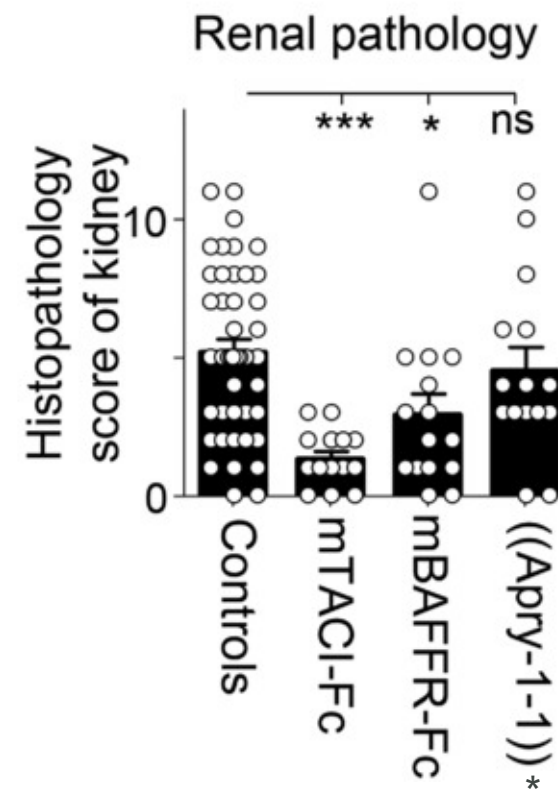 Renal pathology
*** * ns
Histopathology
score of kidney
10
0
Controls
mTACI-Fc
mBAFFR-Fc
((Apry-1-1))
*